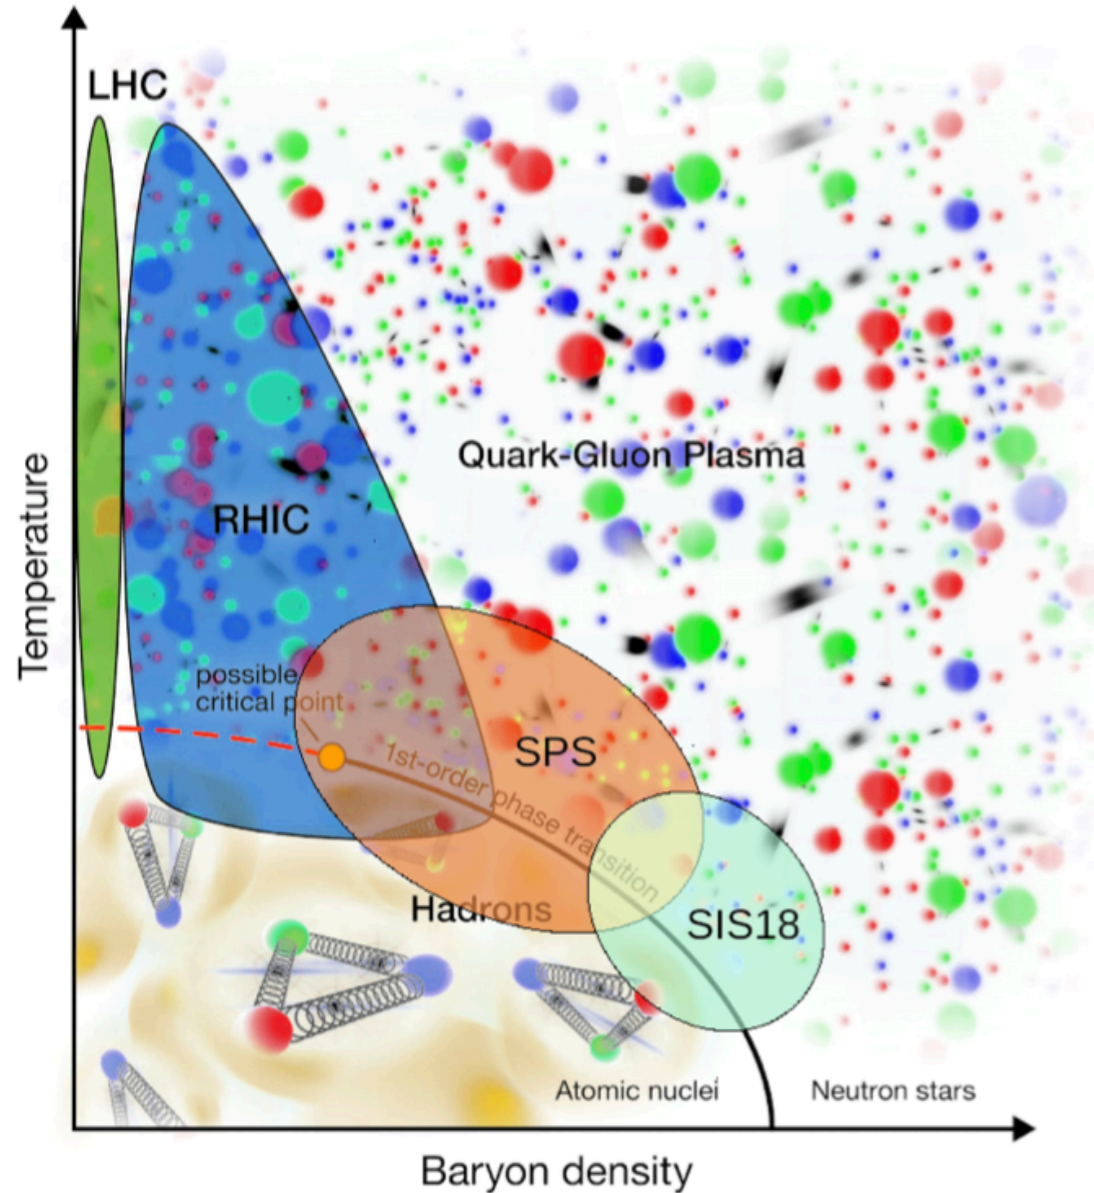 LHC
Quark-Gluon Plasma
RHIC
Temperature
possible
critical point
1st-order phase transition
SPS
Hadrons
SIS18
Atomic nuclei
Neutron stars
Baryon density